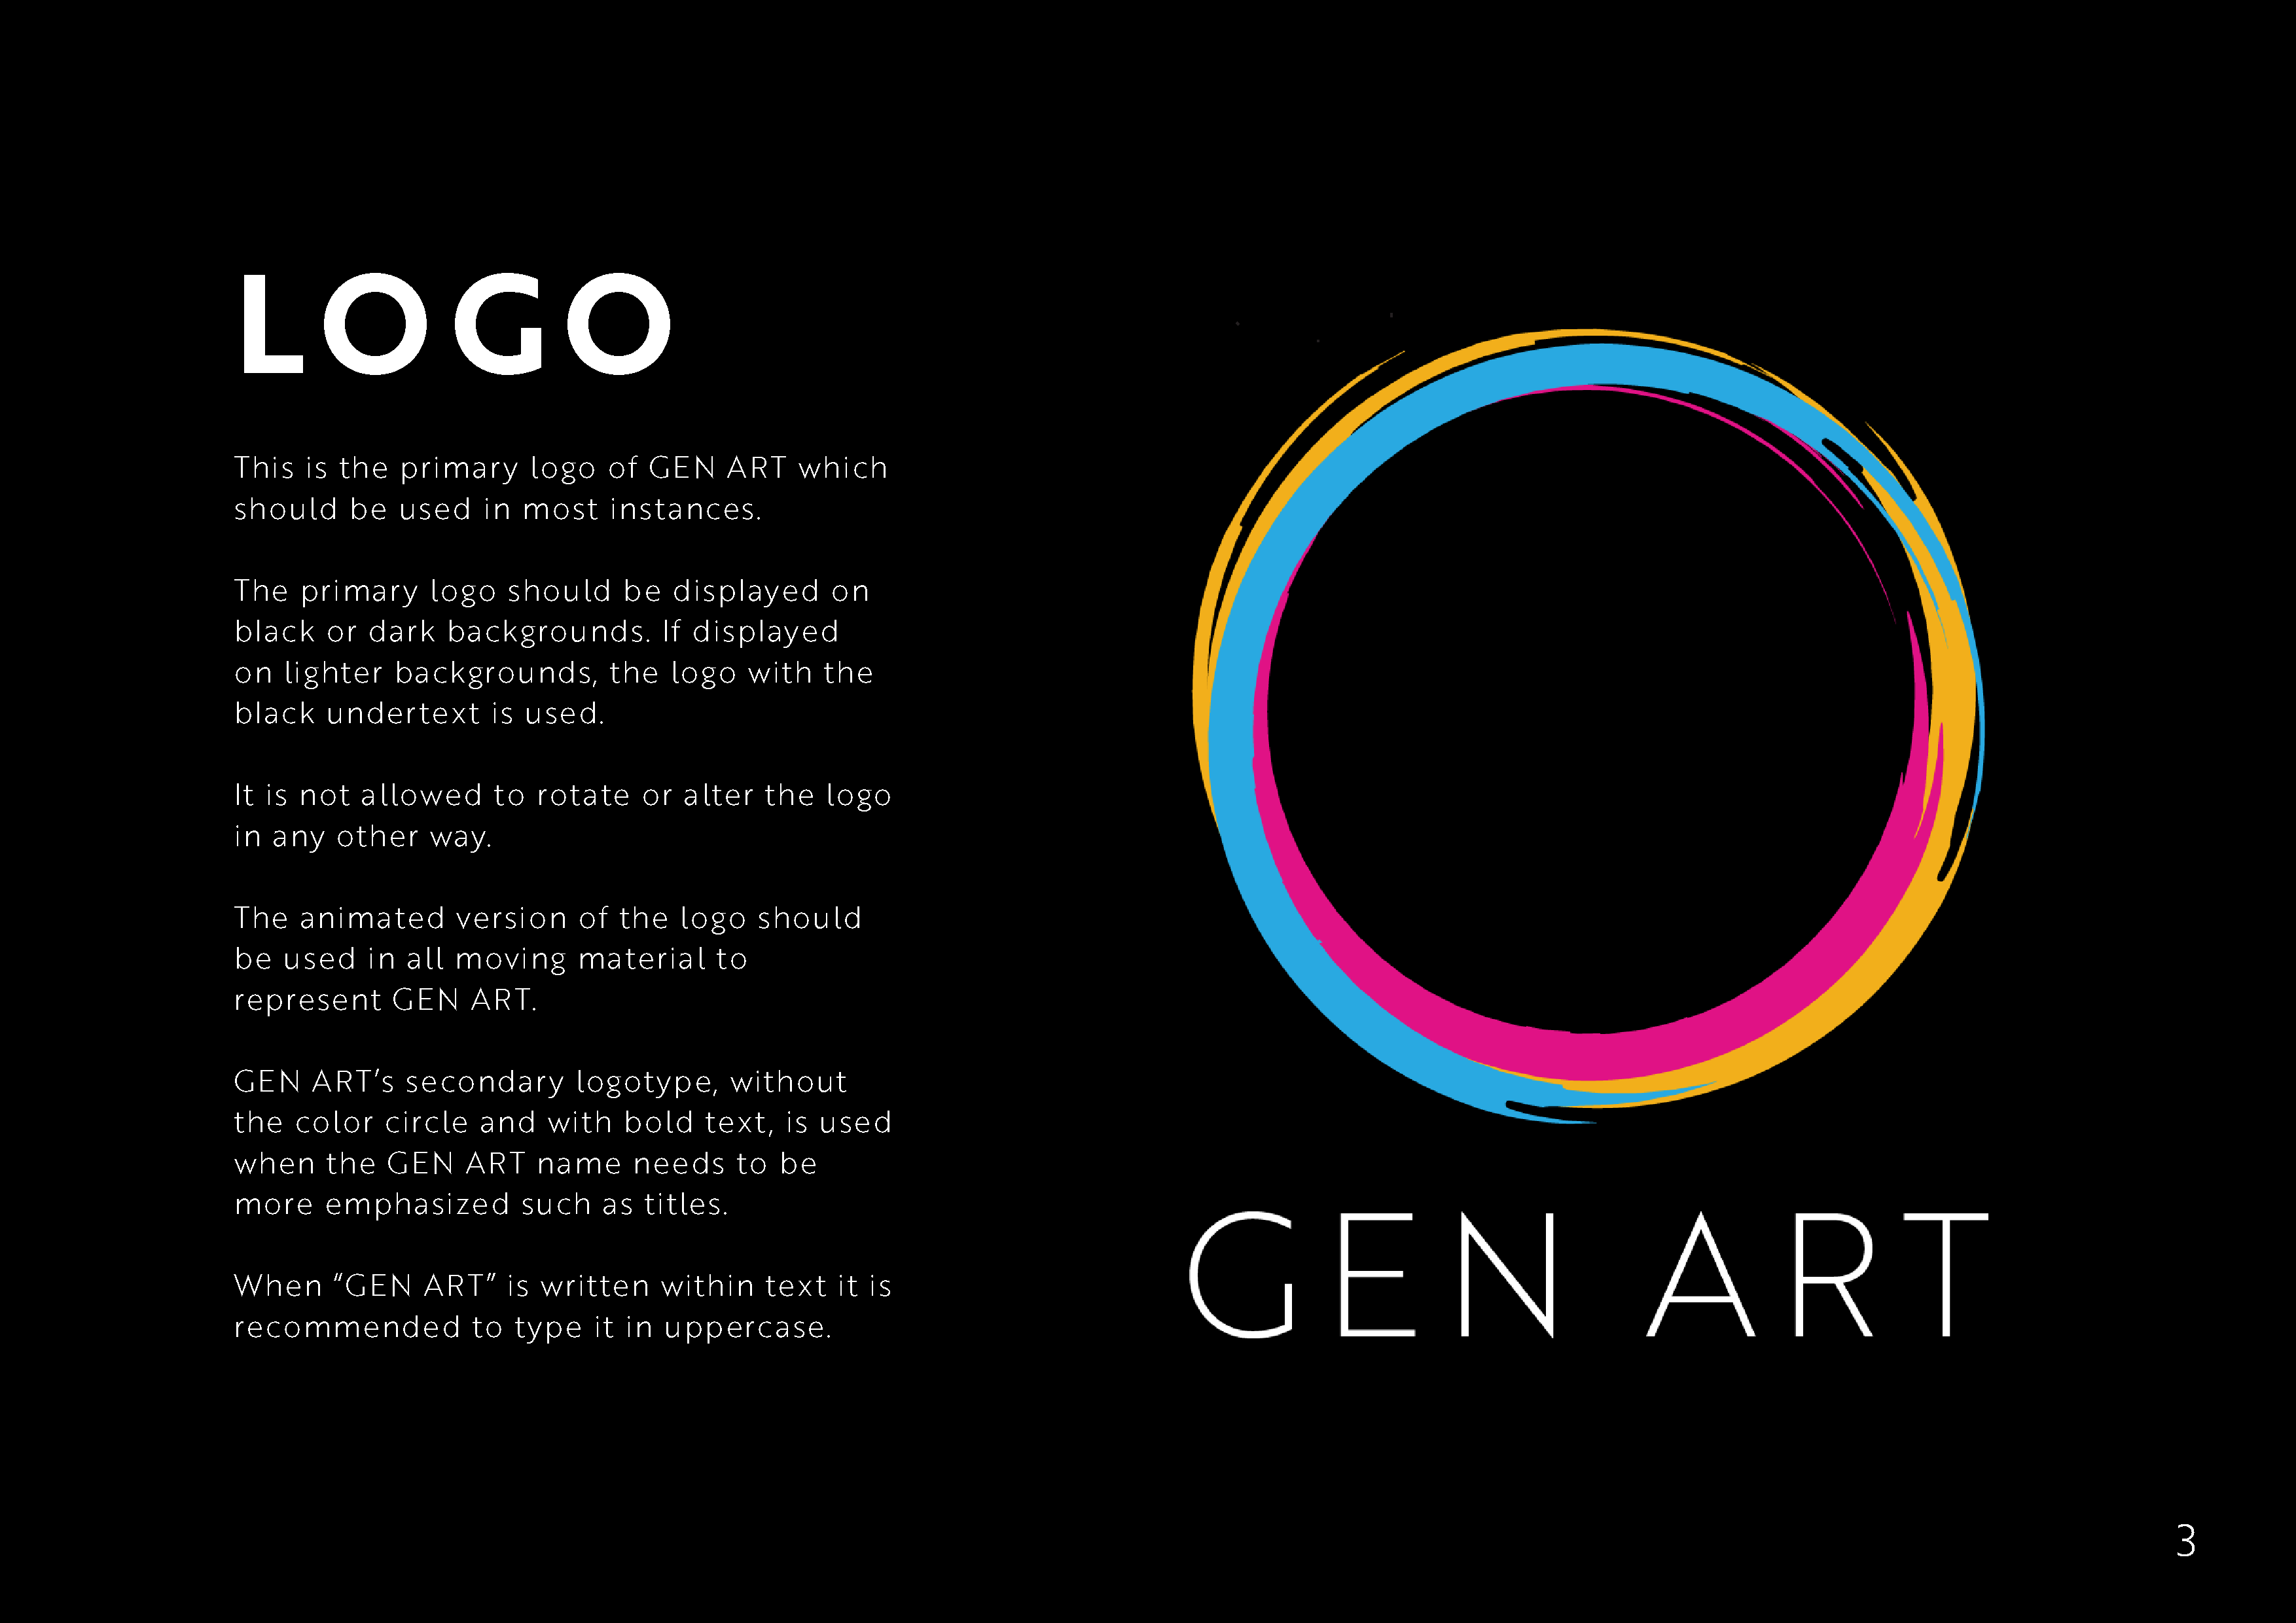 LOGO
This is the primary logo of GEN ART which
should be used in most instances.
The primary logo should be displayed on
black or dark backgrounds. If displayed
on lighter backgrounds, the logo with the
black undertext is used.
It is not allowed to rotate or alter the logo
in any other way.
The animated version of the logo should
be used in all moving material to
represent GEN ART.
GEN ART’s secondary logotype, without
the color circle and with bold text, is used
when the GEN ART name needs to be
more emphasized such as titles.
When “GEN ART” is written within text it is
recommended to type it in uppercase.
GEN ART
3